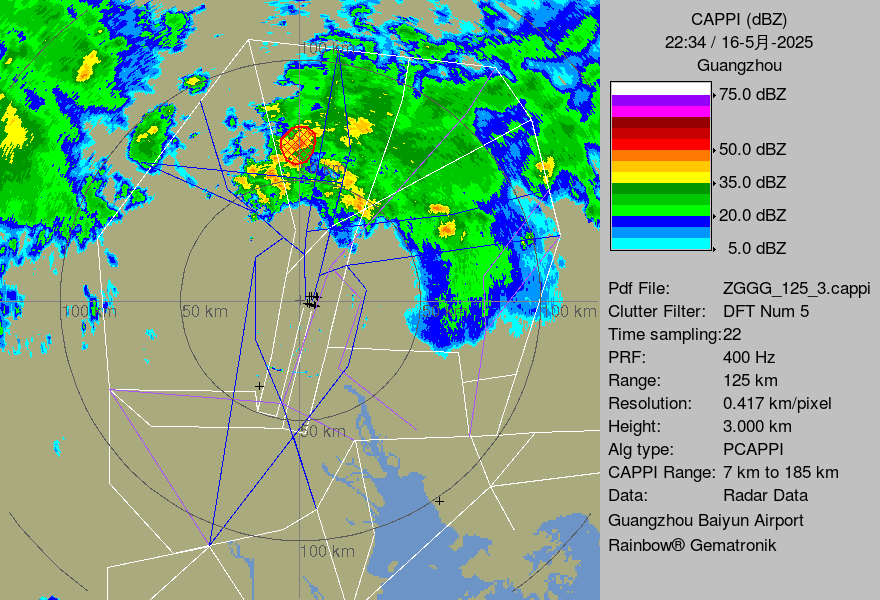 CAPPI (dBZ)
22:34 / 16-5月-2025
Guangzhou
75.0 dBZ
50.0 dBZ
35.0 dBZ
20.0 dBZ
5.0 dBZ
Pdf File: ZGGG_125_3.cappi
Clutter Filter: DFT Num 5
Time sampling:22
PRF: 400 Hz
Range: 125 km
Resolution: 0.417 km/pixel
Height: 3.000 km
Alg type: PCAPPI
CAPPI Range: 7 km to 185 km
Data: Radar Data
Guangzhou Baiyun Airport
Rainbow® Gematronik
100 km
100 km
50 km
50 km
100 km
50 km
100 km